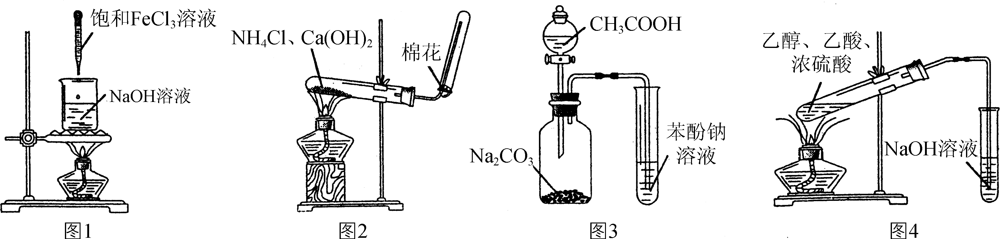 饱和FeCl₃溶液
NaOH溶液
图1
NH₄Cl、Ca(OH)₂
棉花
图2
CH₃COOH
Na₂CO₃
苯酚钠
溶液
图3
乙醇、乙酸、
浓硫酸
NaOH溶液
图4